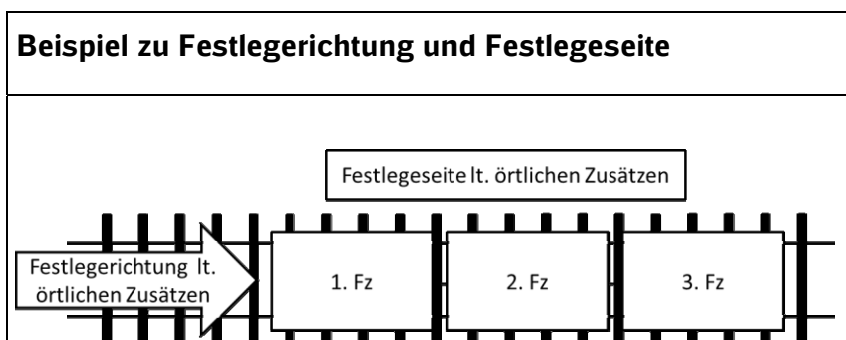 Beispiel zu Festlegerichtung und Festlegeseite
Festlegeseite lt. örtlichen Zusätzen
Festlegerichtung lt.
örtlichen Zusätzen
1. Fz
2. Fz
3. Fz